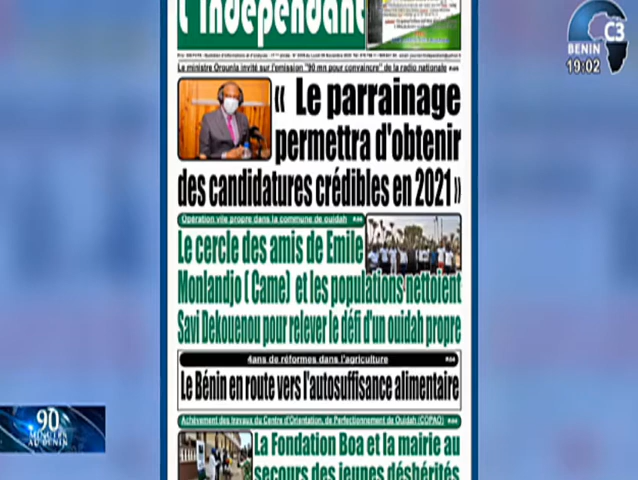 L'Indépendant
C3
BENIN
19:02
Le ministre Orounla invité sur l'emission "90 mn pour convaincre" de la radio nationale
« Le parrainage
permettra d'obtenir
des candidatures crédibles en 2021 »
Opération vile propre dans la commune de ouidah
Le cercle des amis de Emile
Monlandjo ( Came) et les populations nettoient
Savi Dekouenou pour relever le défi d'un ouidah propre
4ans de réformes dans l'agriculture
Le Bénin en route vers l'autosuffisance alimentaire
Achèvement des travaux du Centre d'Orientation, de Perfectionnement de Ouidah (COPAO)
La Fondation Boa et la mairie au
secours des jeunes déshérités
90
MINUTES
AU BENIN